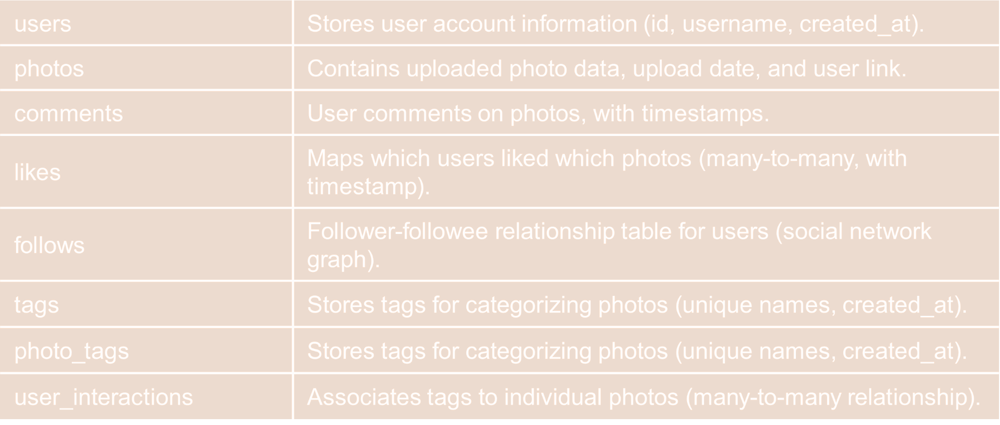 users
Stores user account information (id, username, created_at).
photos
Contains uploaded photo data, upload date, and user link.
comments
User comments on photos, with timestamps.
likes
Maps which users liked which photos (many-to-many, with
timestamp).
follows
Follower-followee relationship table for users (social network
graph).
tags
Stores tags for categorizing photos (unique names, created_at).
photo_tags
Stores tags for categorizing photos (unique names, created_at).
user_interactions
Associates tags to individual photos (many-to-many relationship).